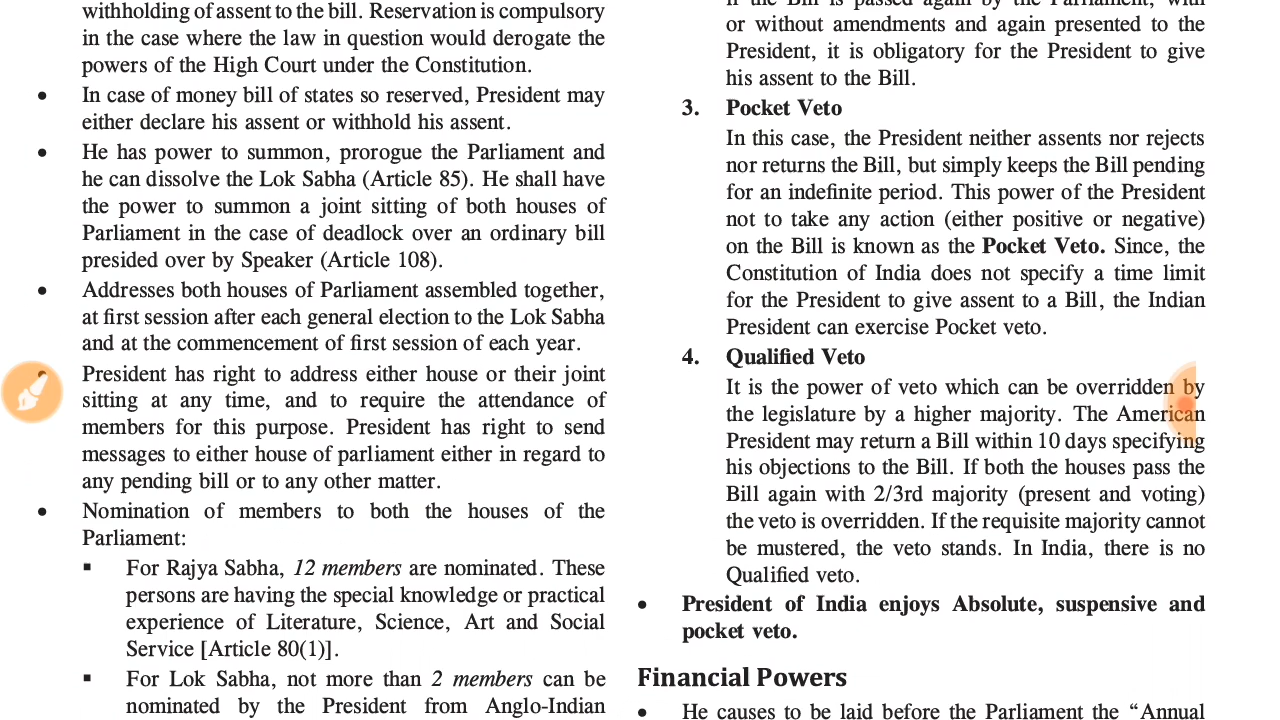 withholding of assent to the bill. Reservation is compulsory
in the case where the law in question would derogate the
powers of the High Court under the Constitution.
• In case of money bill of states so reserved, President may
either declare his assent or withhold his assent.
• He has power to summon, prorogue the Parliament and
he can dissolve the Lok Sabha (Article 85). He shall have
the power to summon a joint sitting of both houses of
Parliament in the case of deadlock over an ordinary bill
presided over by Speaker (Article 108).
• Addresses both houses of Parliament assembled together,
at first session after each general election to the Lok Sabha
and at the commencement of first session of each year.
• President has right to address either house or their joint
sitting at any time, and to require the attendance of
members for this purpose. President has right to send
messages to either house of parliament either in regard to
any pending bill or to any other matter.
• Nomination of members to both the houses of the
Parliament:
▪ For Rajya Sabha, 12 members are nominated. These
persons are having the special knowledge or practical
experience of Literature, Science, Art and Social
Service [Article 80(1)].
▪ For Lok Sabha, not more than 2 members can be
nominated by the President from Anglo-Indian
if the Bill is passed again by the Parliament, with
or without amendments and again presented to the
President, it is obligatory for the President to give
his assent to the Bill.
3. Pocket Veto
In this case, the President neither assents nor rejects
nor returns the Bill, but simply keeps the Bill pending
for an indefinite period. This power of the President
not to take any action (either positive or negative)
on the Bill is known as the Pocket Veto. Since, the
Constitution of India does not specify a time limit
for the President to give assent to a Bill, the Indian
President can exercise Pocket veto.
4. Qualified Veto
It is the power of veto which can be overridden by
the legislature by a higher majority. The American
President may return a Bill within 10 days specifying
his objections to the Bill. If both the houses pass the
Bill again with 2/3rd majority (present and voting)
the veto is overridden. If the requisite majority cannot
be mustered, the veto stands. In India, there is no
Qualified veto.
• President of India enjoys Absolute, suspensive and
pocket veto.
Financial Powers
• He causes to be laid before the Parliament the “Annual